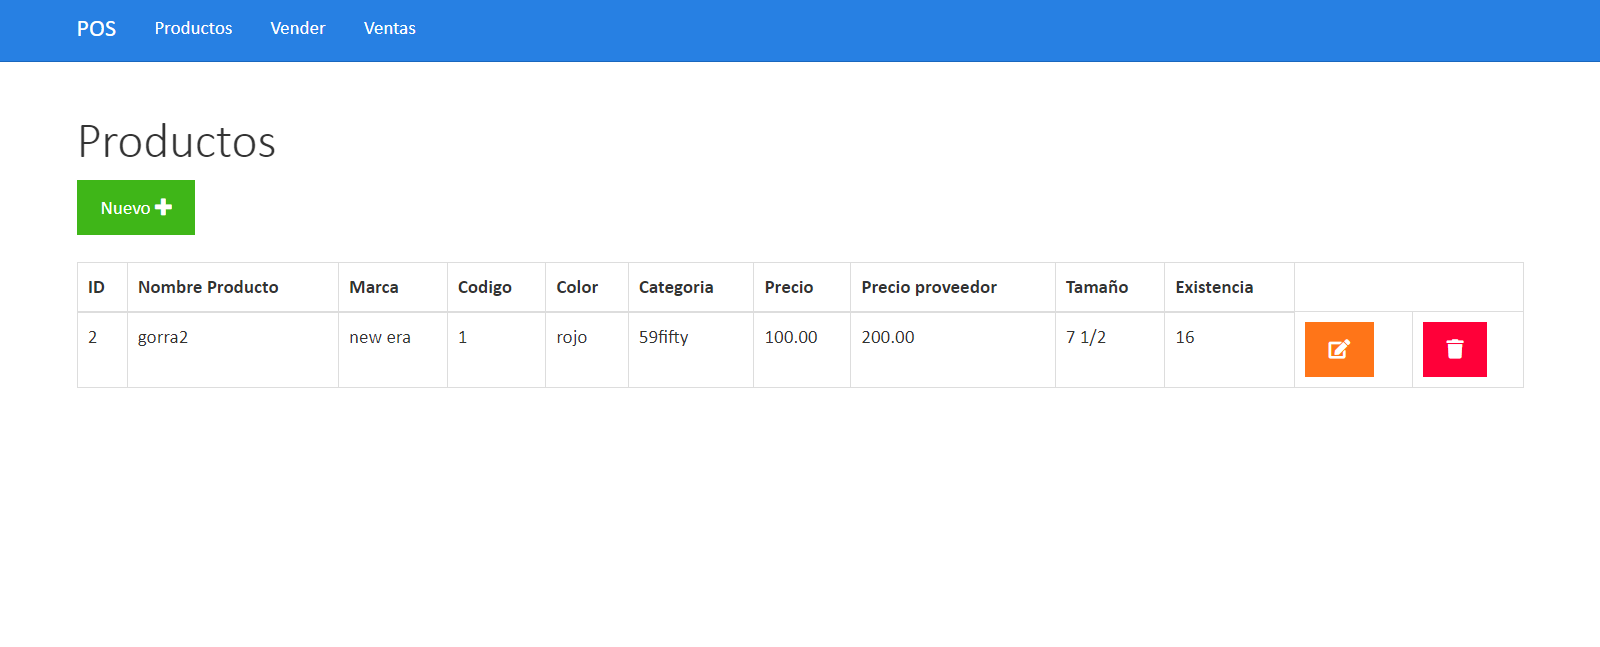 POS Productos Vender Ventas
Productos
Nuevo
ID Nombre Producto Marca Codigo Color Categoria Precio Precio proveedor Tamaño Existencia
2 gorra2 new era 1 rojo 59fifty 100.00 200.00 7 1/2 16